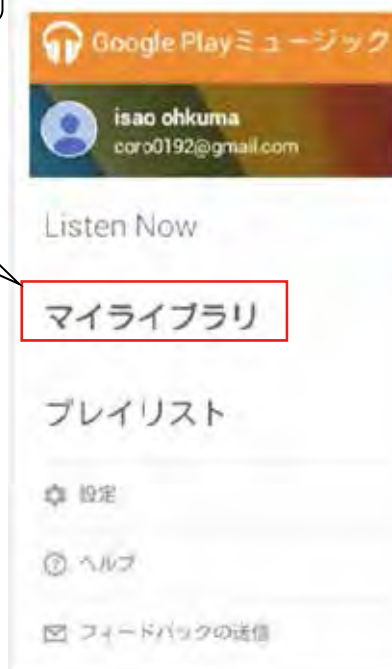 Google Playミュージック
isao ohkuma
coro0192@gmail.com
Listen Now
マイライブラリ
プレイリスト
設定
ヘルプ
フィードバックの送信